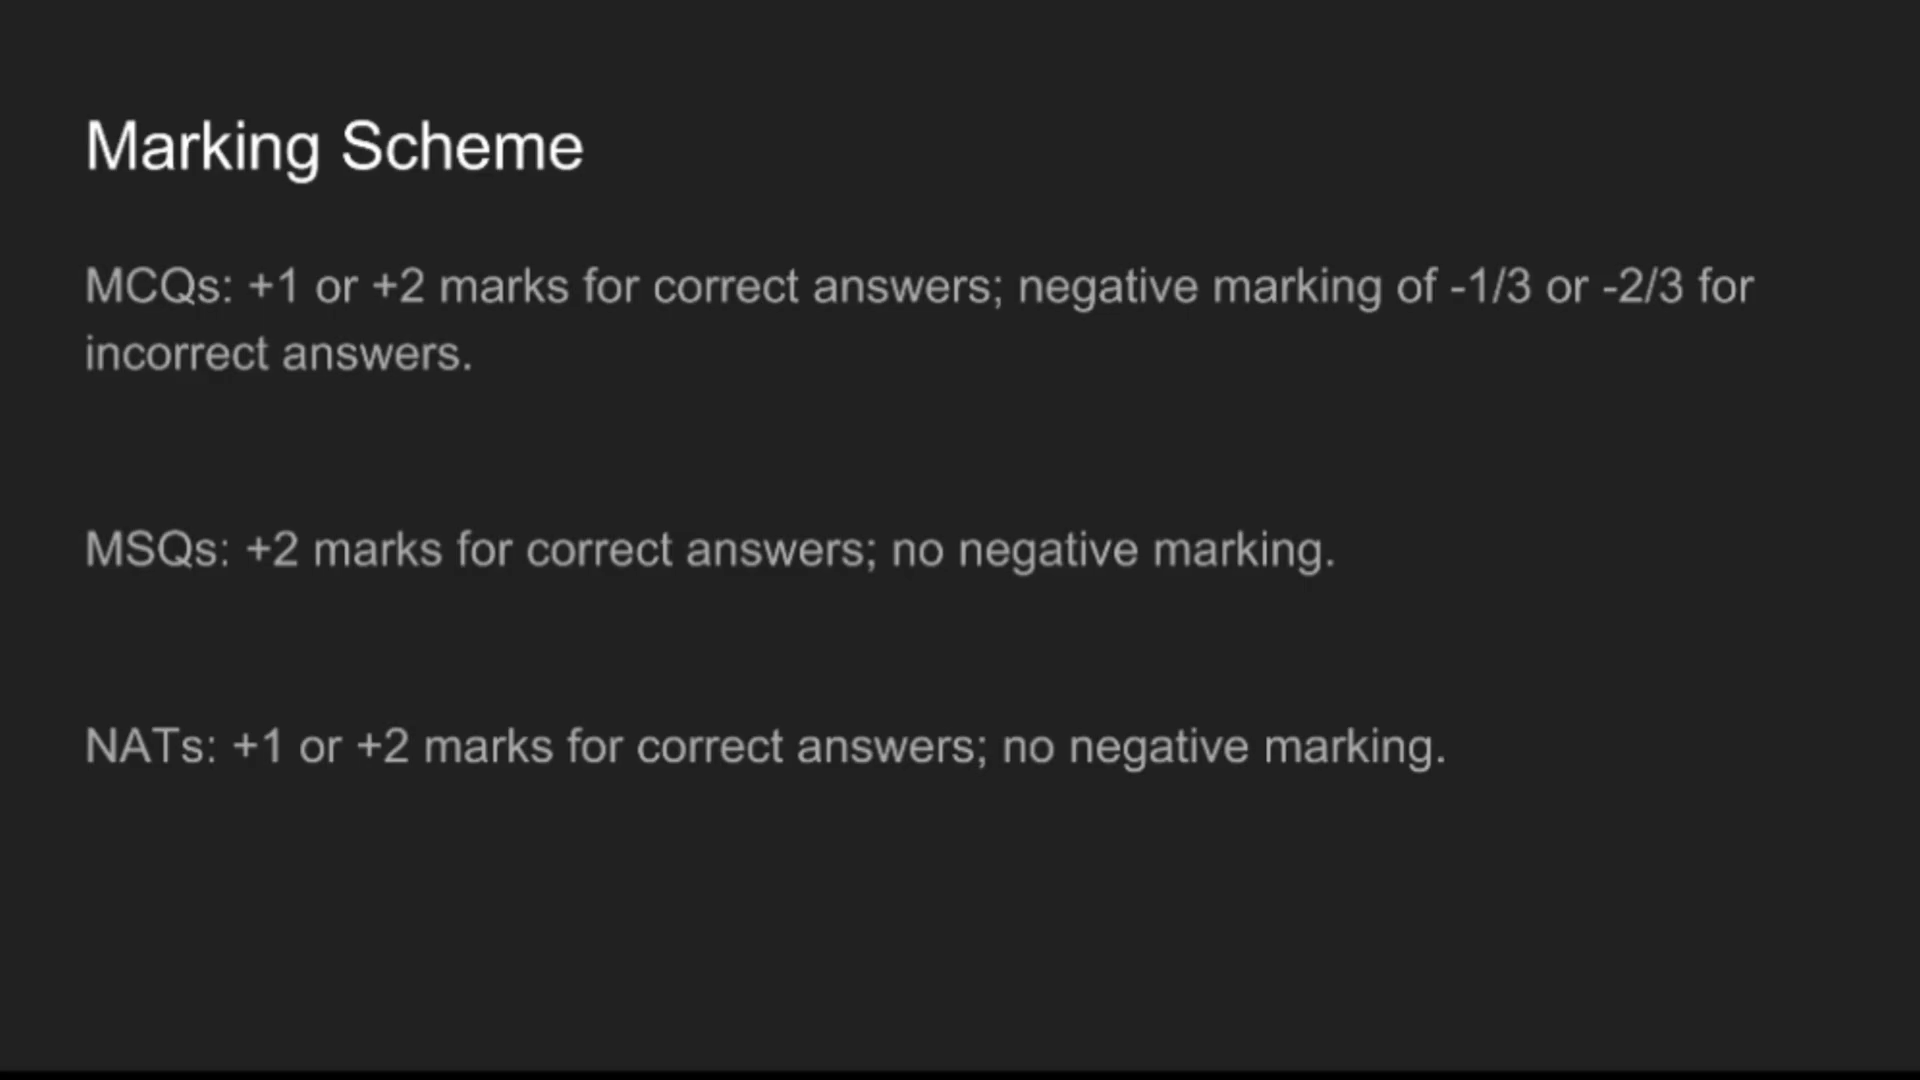 Marking Scheme
MCQs: +1 or +2 marks for correct answers; negative marking of -1/3 or -2/3 for
incorrect answers.
MSQs: +2 marks for correct answers; no negative marking.
NATs: +1 or +2 marks for correct answers; no negative marking.